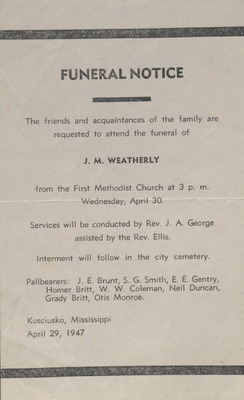 FUNERAL NOTICE
The friends and acquaintances of the family are
requested to attend the funeral of
J. M. WEATHERLY
from the First Methodist Church at 3 p. m.
Wednesday, April 30.
Services will be conducted by Rev. J. A. George
assisted by the Rev. Ellis.
Interment will follow in the city cemetery.
Pallbearers: J. E. Brunt, S. G. Smith, E. E. Gentry,
Homer Britt, W. W. Coleman, Neil Duncan,
Grady Britt, Otis Monroe.
Kosciusko, Mississippi
April 29, 1947